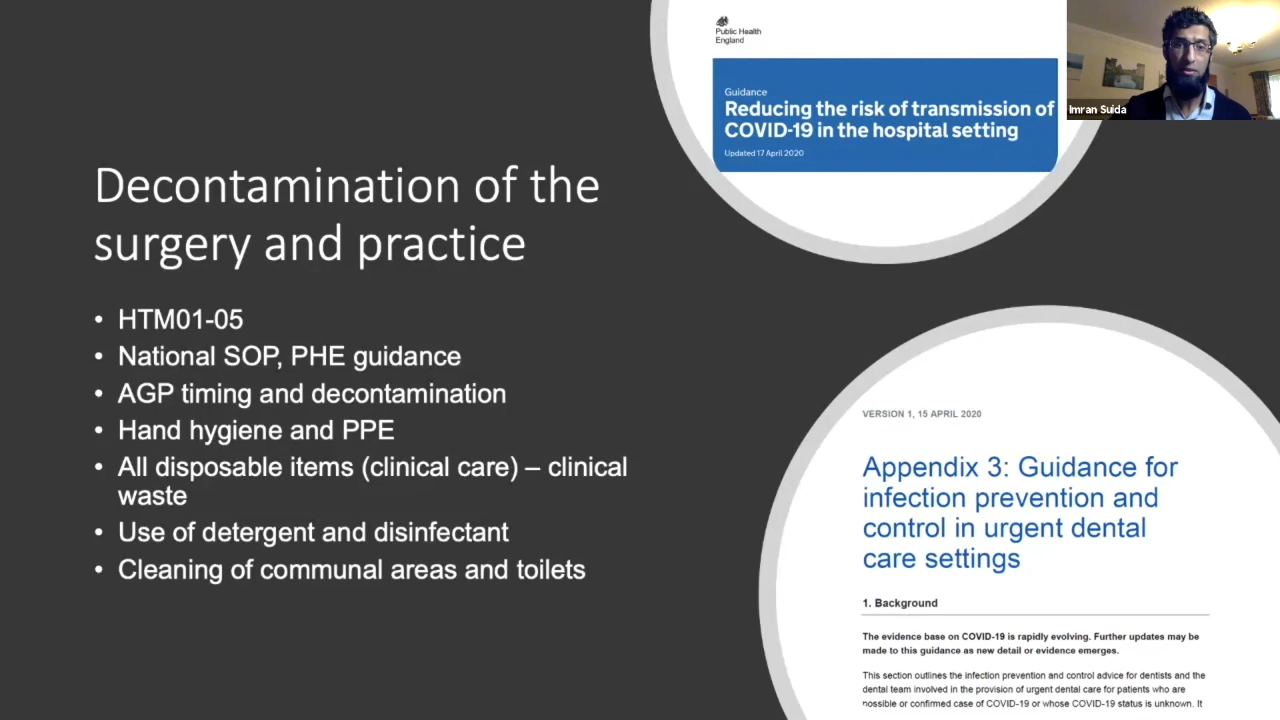 Decontamination of the
surgery and practice
• HTM01-05
• National SOP, PHE guidance
• AGP timing and decontamination
• Hand hygiene and PPE
• All disposable items (clinical care) – clinical
waste
• Use of detergent and disinfectant
• Cleaning of communal areas and toilets
Public Health
England
Guidance
Reducing the risk of transmission of
COVID-19 in the hospital setting
Updated 17 April 2020
Imran Suida
VERSION 1, 15 APRIL 2020
Appendix 3: Guidance for
infection prevention and
control in urgent dental
care settings
1. Background
The evidence base on COVID-19 is rapidly evolving. Further updates may be
made to this guidance as new detail or evidence emerges.
This section outlines the infection prevention and control advice for dentists and the
dental team involved in the provision of urgent dental care for patients who are
possible or confirmed case of COVID-19 or whose COVID-19 status is unknown. It